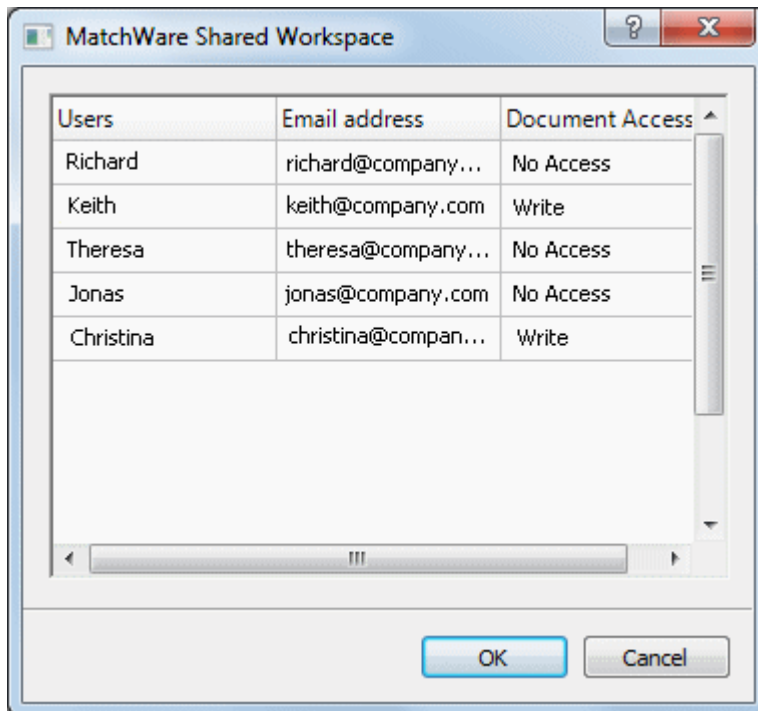 MatchWare Shared Workspace
Users Email address Document Access
Richard richard@company... No Access
Keith keith@company.com Write
Theresa theresa@company... No Access
Jonas jonas@company.com No Access
Christina christina@compan... Write
OK Cancel